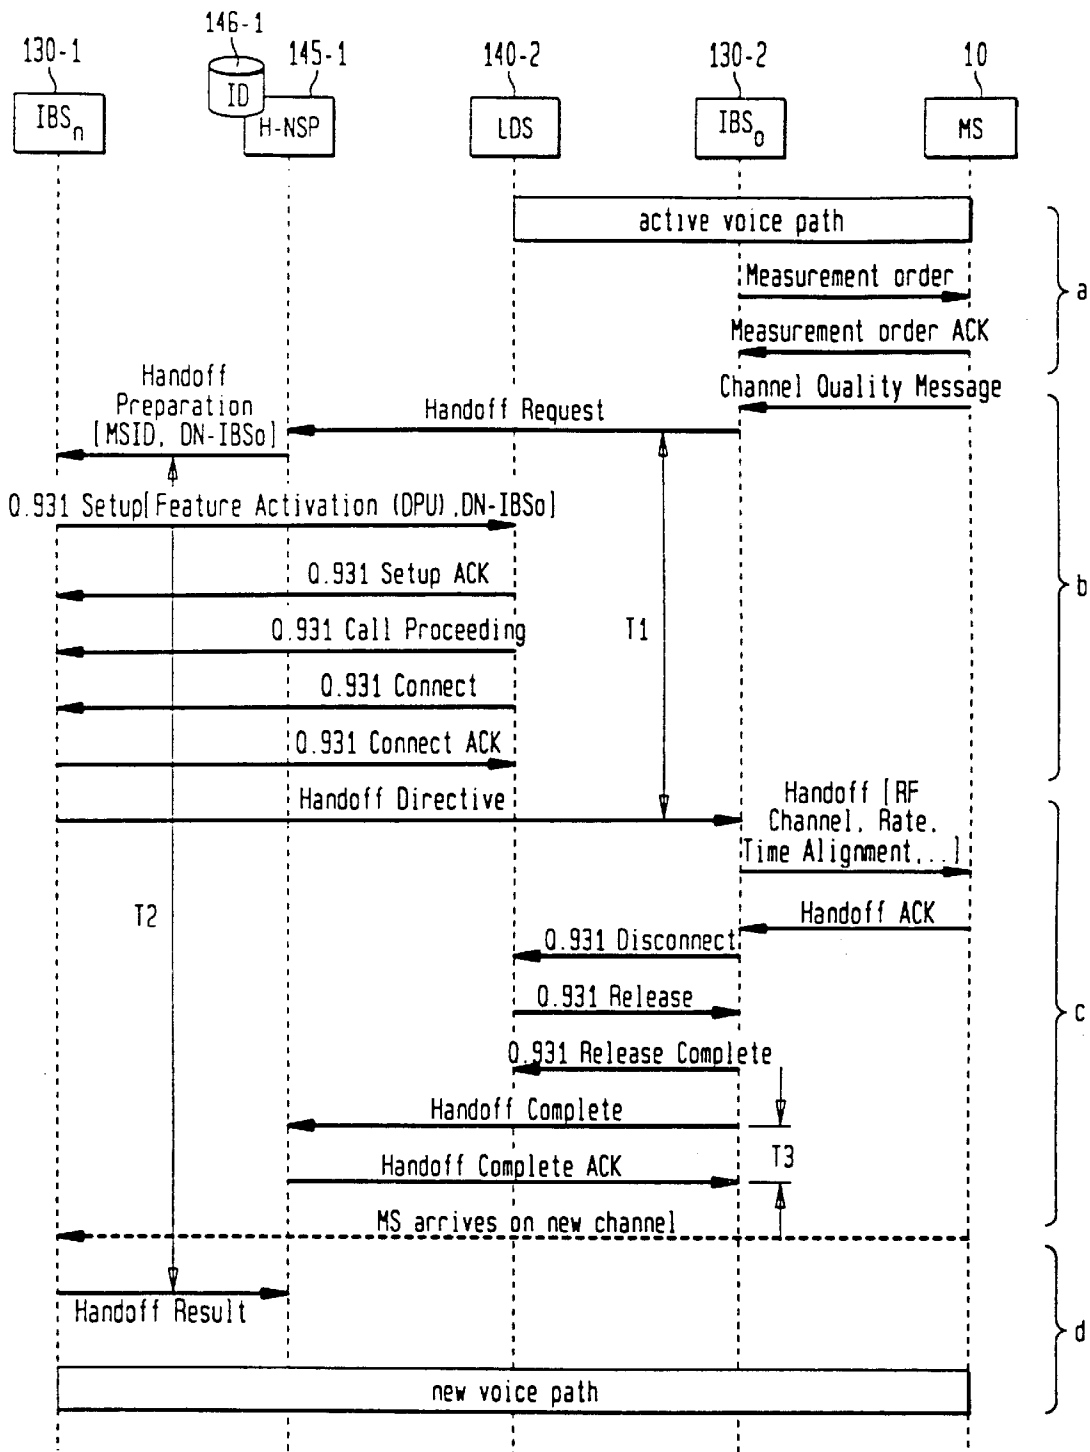 146-1
130-1
145-1
140-2
130-2
10
ID
IBSn
H-NSP
LDS
IBSo
MS
active voice path
Measurement order
a
Measurement order ACK
Handoff
Preparation
[MSID, DN-IBSo]
Channel Quality Message
Handoff Request
Q.931 Setup[Feature Activation (DPU),DN-IBSo]
Q.931 Setup ACK
b
Q.931 Call Proceeding
T1
Q.931 Connect
Q.931 Connect ACK
Handoff Directive
Handoff [RF
Channel, Rate,
Time Alignment,...]
T2
Handoff ACK
Q.931 Disconnect
Q.931 Release
c
Q.931 Release Complete
Handoff Complete
T3
Handoff Complete ACK
MS arrives on new channel
Handoff Result
d
new voice path